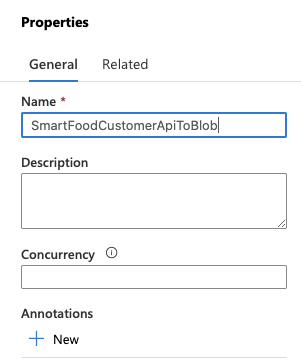 Properties
General Related
Name *
SmartFoodCustomerApiToBlob
Description
Concurrency
Annotations
New